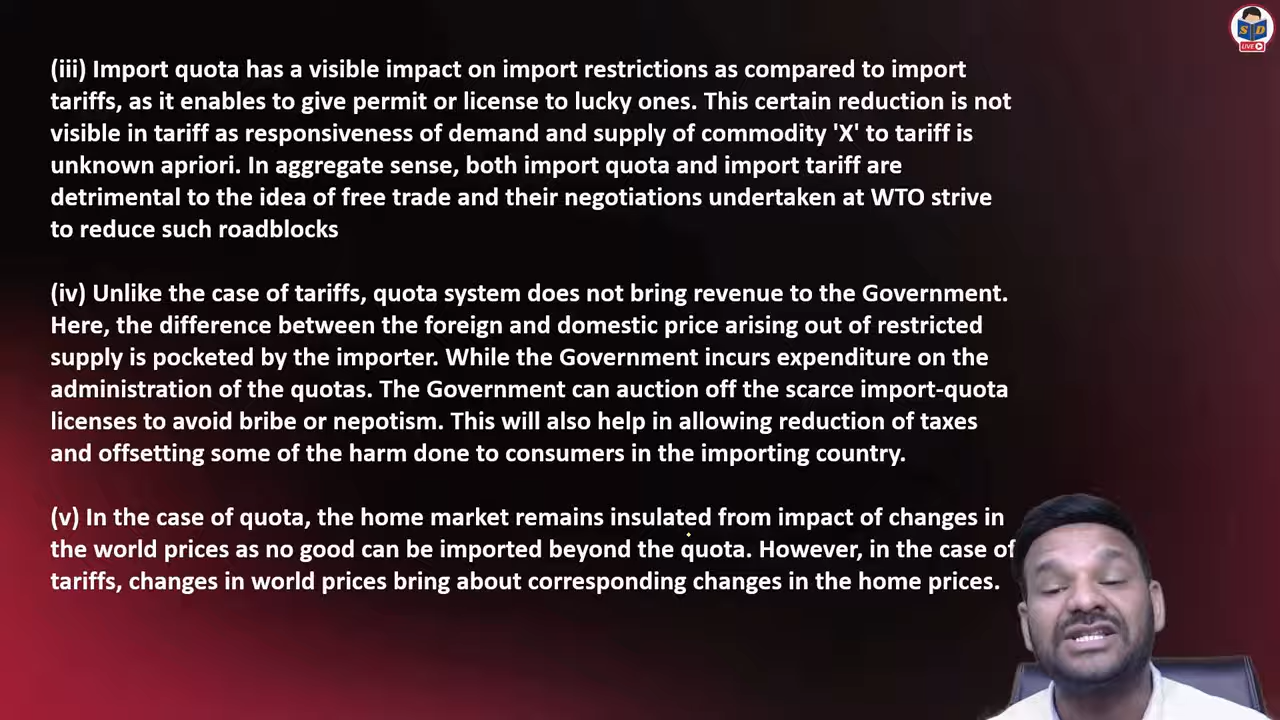 (iii) Import quota has a visible impact on import restrictions as compared to import
tariffs, as it enables to give permit or license to lucky ones. This certain reduction is not
visible in tariff as responsiveness of demand and supply of commodity 'X' to tariff is
unknown apriori. In aggregate sense, both import quota and import tariff are
detrimental to the idea of free trade and their negotiations undertaken at WTO strive
to reduce such roadblocks
(iv) Unlike the case of tariffs, quota system does not bring revenue to the Government.
Here, the difference between the foreign and domestic price arising out of restricted
supply is pocketed by the importer. While the Government incurs expenditure on the
administration of the quotas. The Government can auction off the scarce import-quota
licenses to avoid bribe or nepotism. This will also help in allowing reduction of taxes
and offsetting some of the harm done to consumers in the importing country.
(v) In the case of quota, the home market remains insulated from impact of changes in
the world prices as no good can be imported beyond the quota. However, in the case of
tariffs, changes in world prices bring about corresponding changes in the home prices.
S D
LIVE